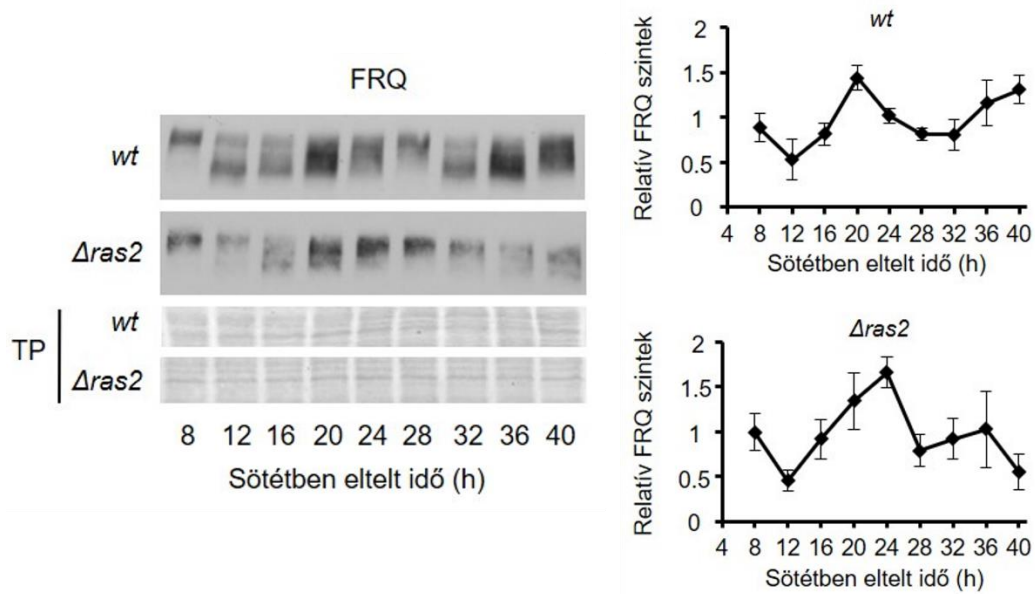 FRQ
wt
Δras2
TP
wt
Δras2
8 12 16 20 24 28 32 36 40
Sötétben eltelt idő (h)
wt
Relatív FRQ szintek
2
1.5
1
0.5
0
4 8 12 16 20 24 28 32 36 40
Sötétben eltelt idő (h)
Δras2
Relatív FRQ szintek
2
1.5
1
0.5
0
4 8 12 16 20 24 28 32 36 40
Sötétben eltelt idő (h)